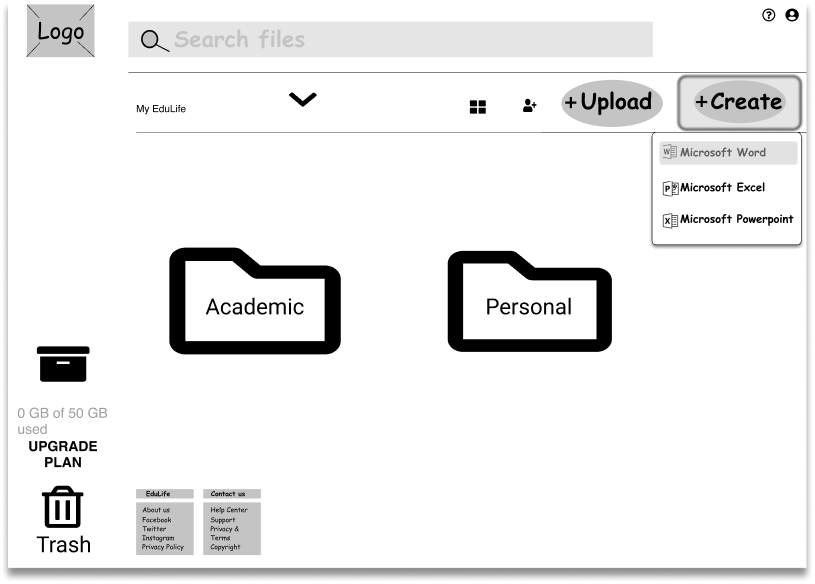 Logo
Search files
My EduLife
+Upload
+Create
Microsoft Word
Microsoft Excel
Microsoft Powerpoint
Academic
Personal
0 GB of 50 GB
used
UPGRADE
PLAN
Trash
EduLife
About us
Facebook
Twitter
Instagram
Privacy Policy
Contact us
Help Center
Support
Privacy &
Terms
Copyright